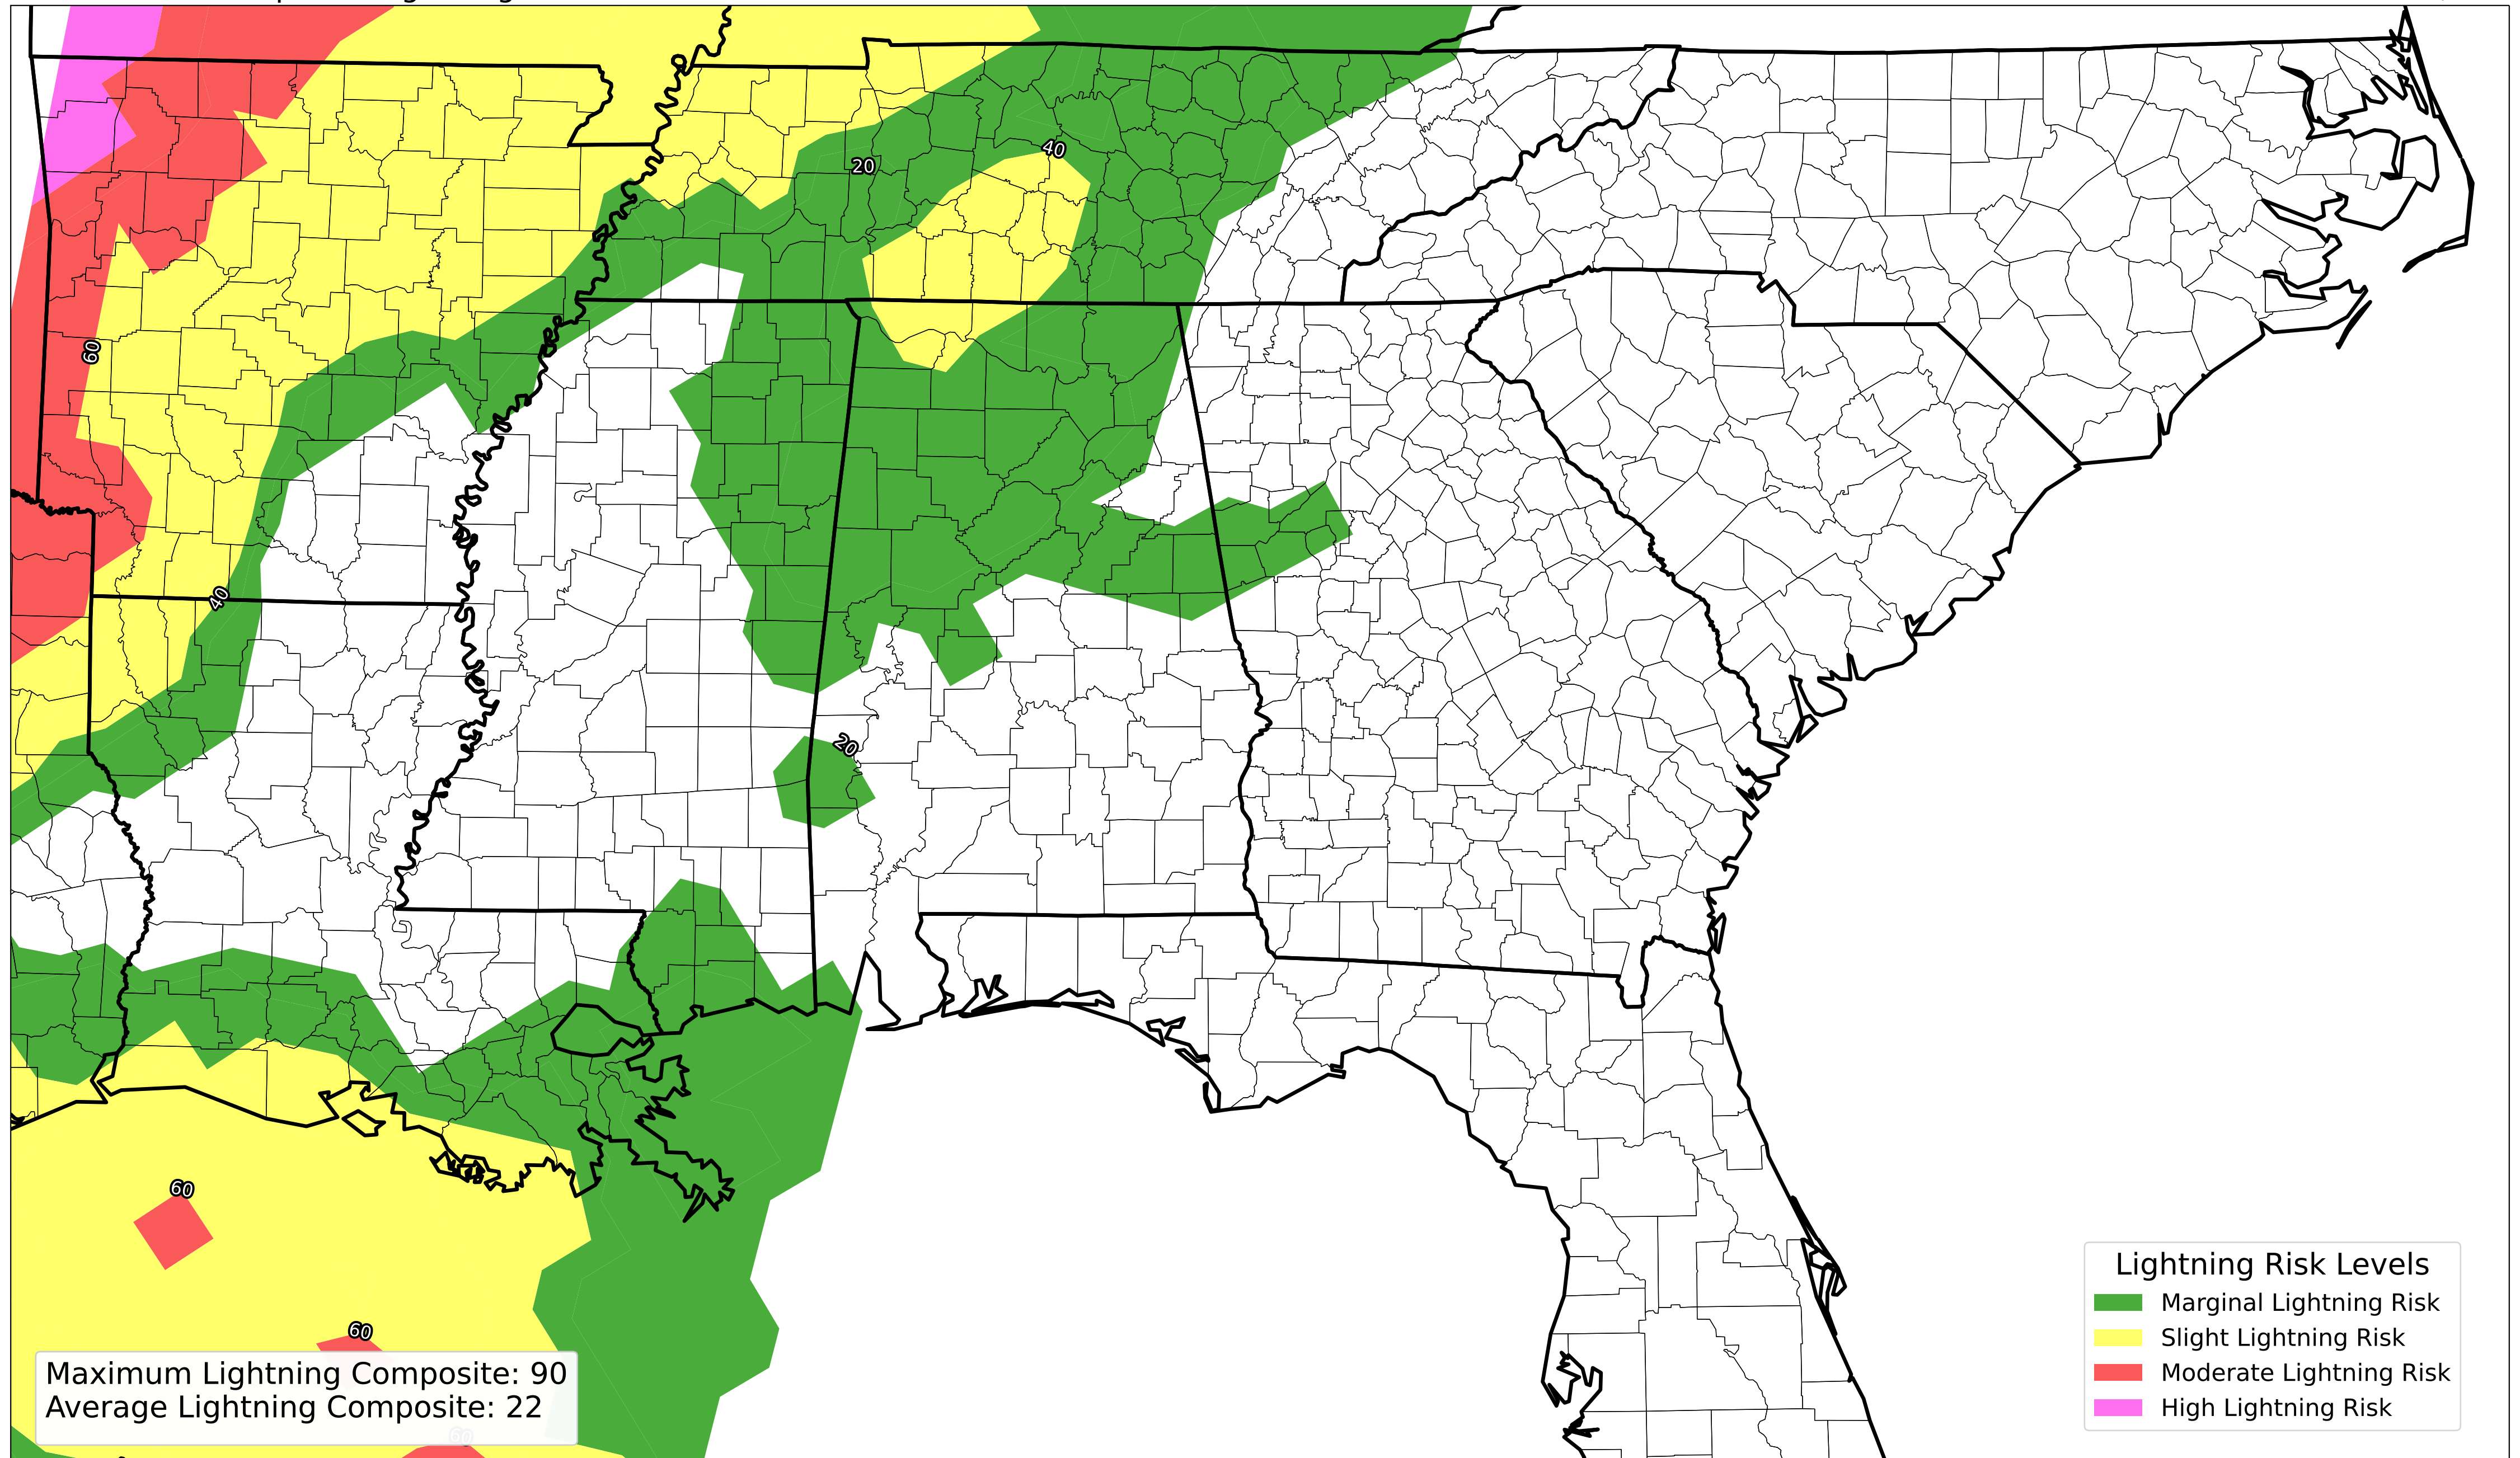 20
40
60
40
20
60
60
60
Maximum Lightning Composite: 90
Average Lightning Composite: 22
Lightning Risk Levels
Marginal Lightning Risk
Slight Lightning Risk
Moderate Lightning Risk
High Lightning Risk